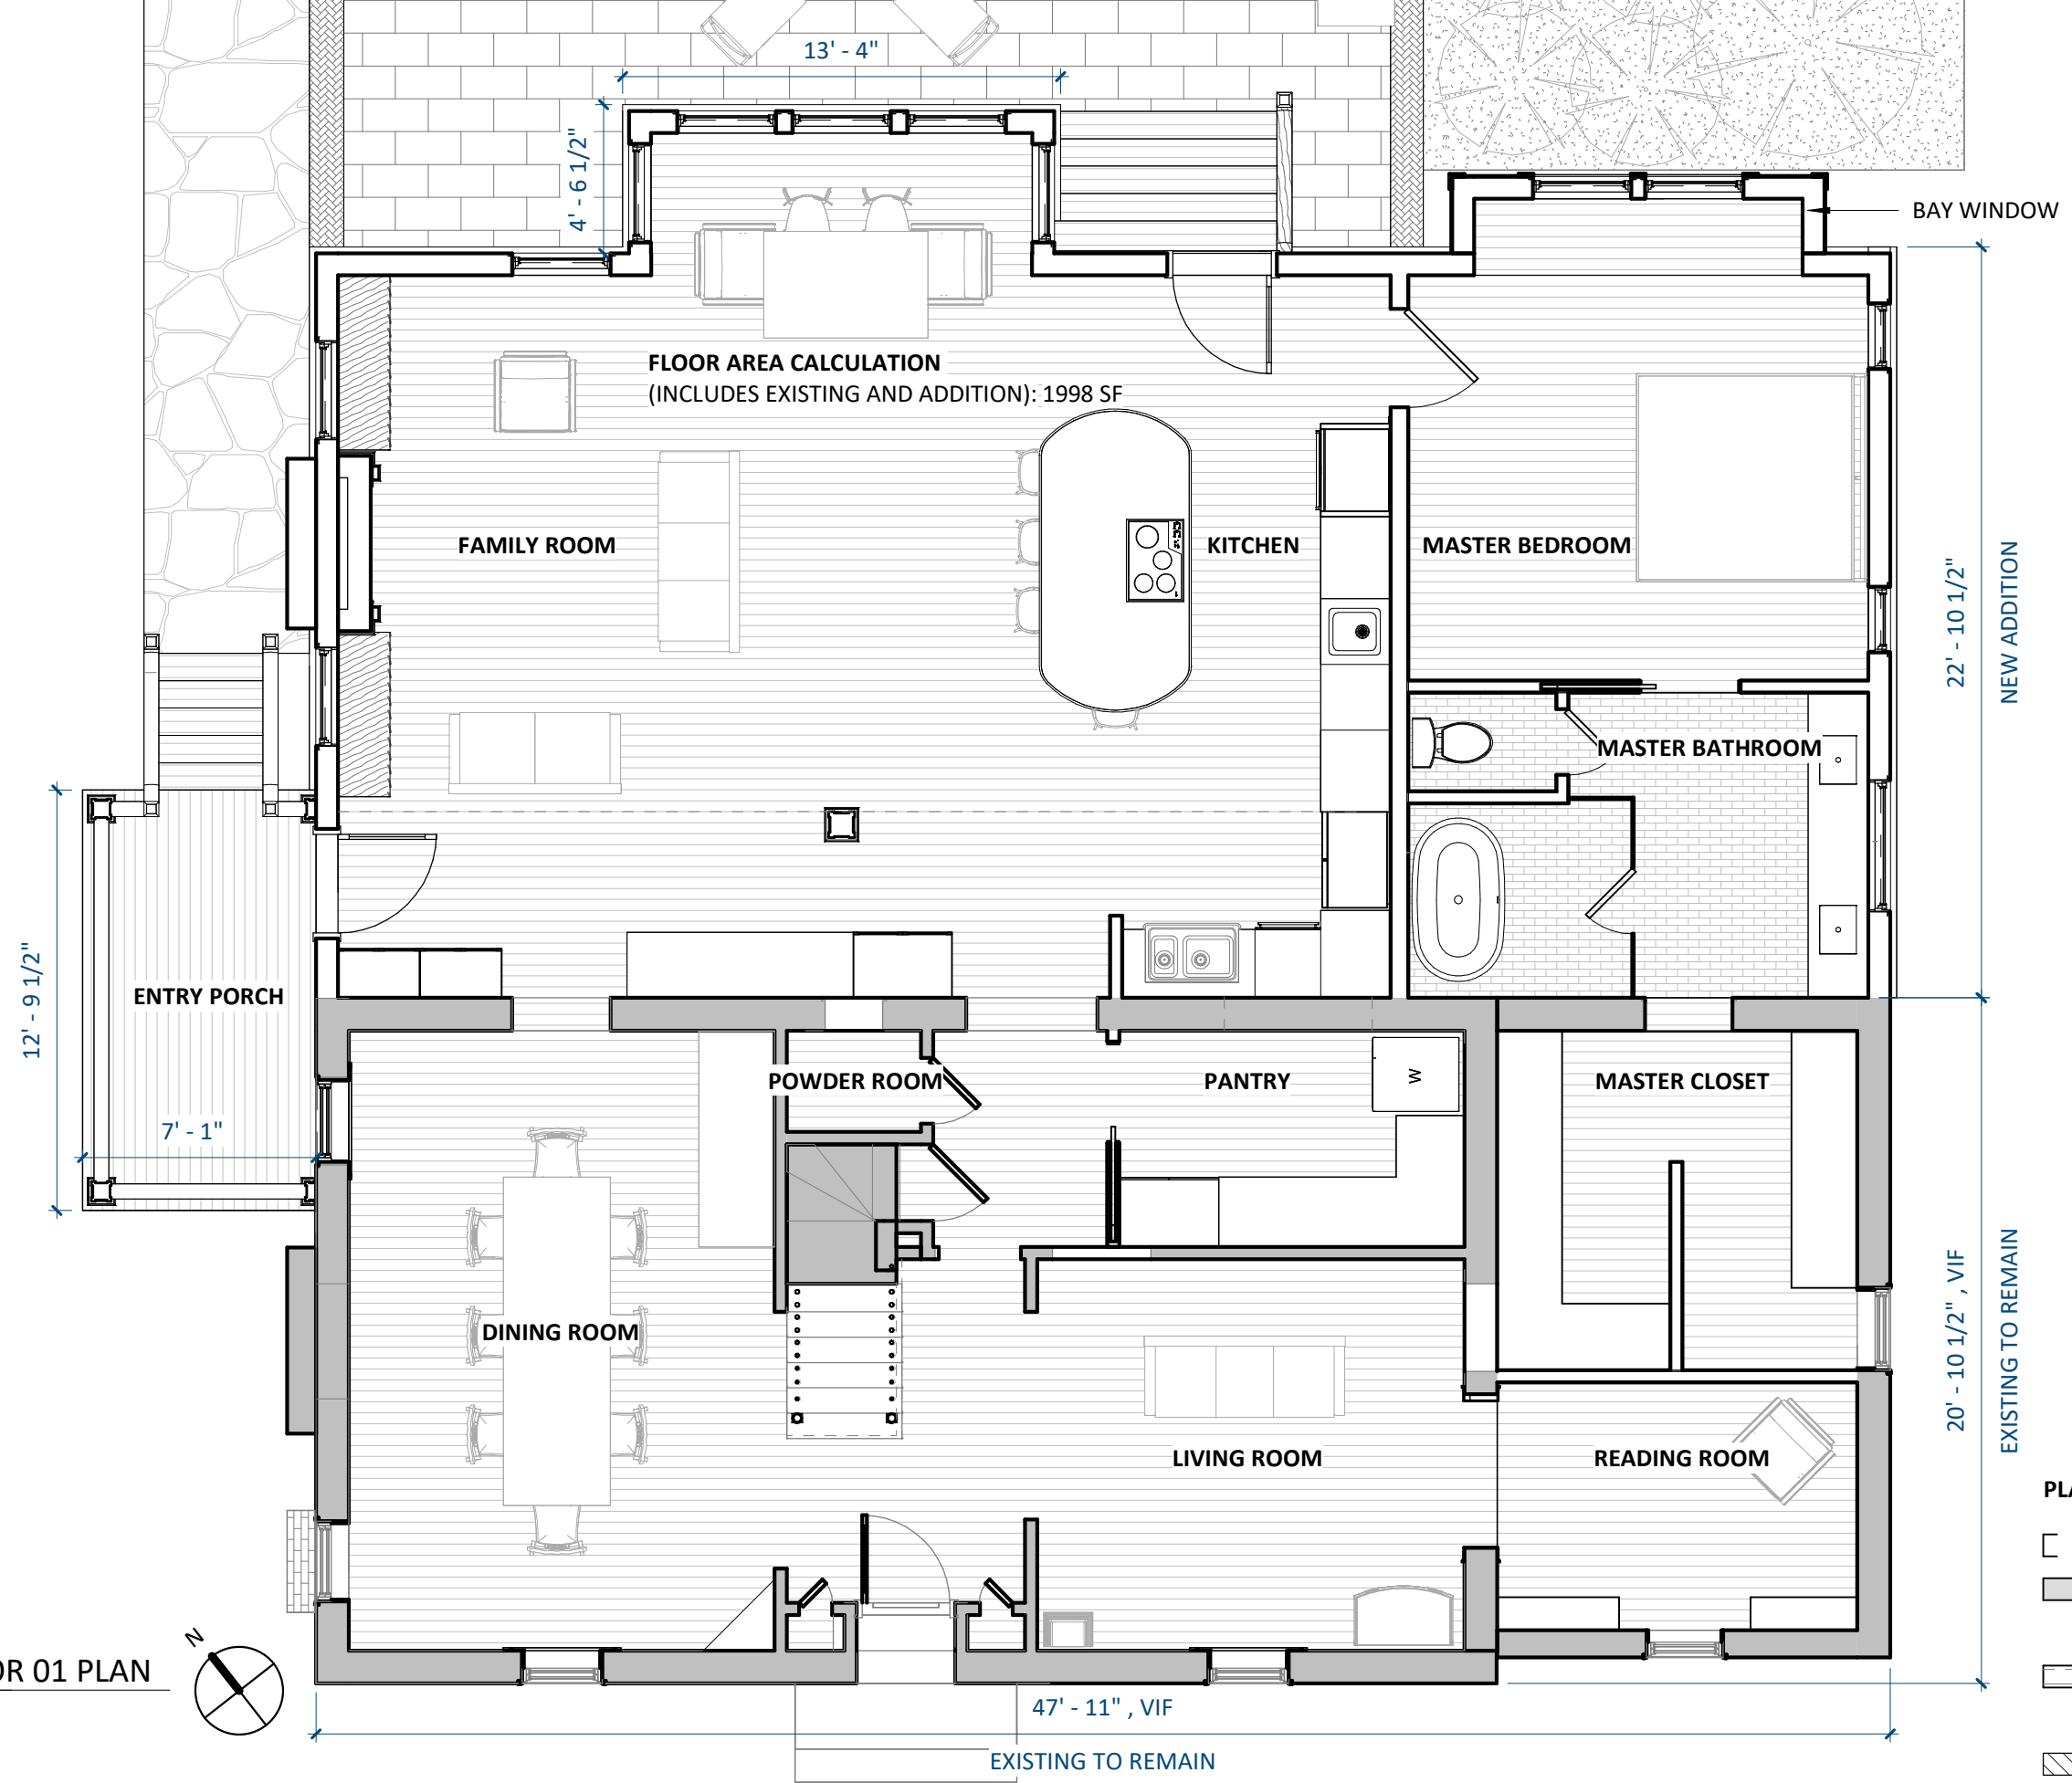 13' - 4"
4' - 6 1/2"
BAY WINDOW
FLOOR AREA CALCULATION
(INCLUDES EXISTING AND ADDITION): 1998 SF
FAMILY ROOM
KITCHEN
MASTER BEDROOM
22' - 10 1/2"
NEW ADDITION
MASTER BATHROOM
12' - 9 1/2"
ENTRY PORCH
7' - 1"
POWDER ROOM
PANTRY
W
MASTER CLOSET
DINING ROOM
20' - 10 1/2" , VIF
EXISTING TO REMAIN
LIVING ROOM
READING ROOM
N
OR 01 PLAN
47' - 11" , VIF
EXISTING TO REMAIN